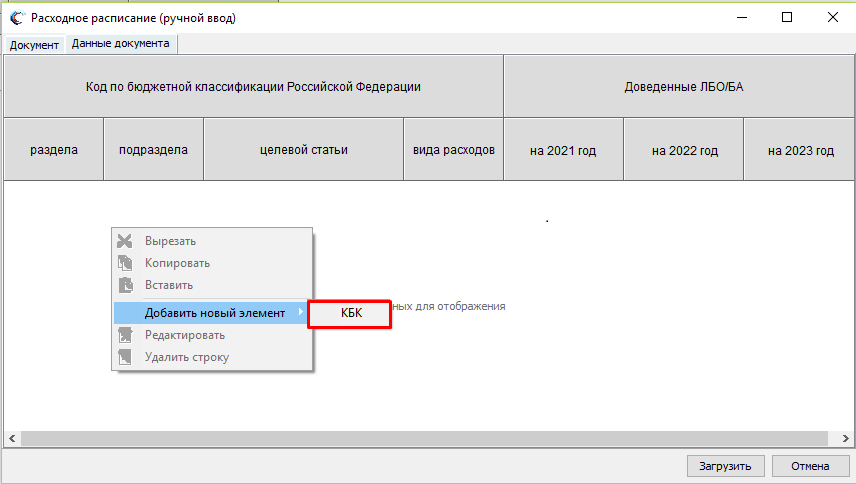 Расходное расписание (ручной ввод)
Документ
Данные документа
Код по бюджетной классификации Российской Федерации
Доведенные ЛБО/БА
раздела
подраздела
целевой статьи
вида расходов
на 2021 год
на 2022 год
на 2023 год
Вырезать
Копировать
Вставить
Добавить новый элемент
КБК
для отображения
Редактировать
Удалить строку
Загрузить
Отмена